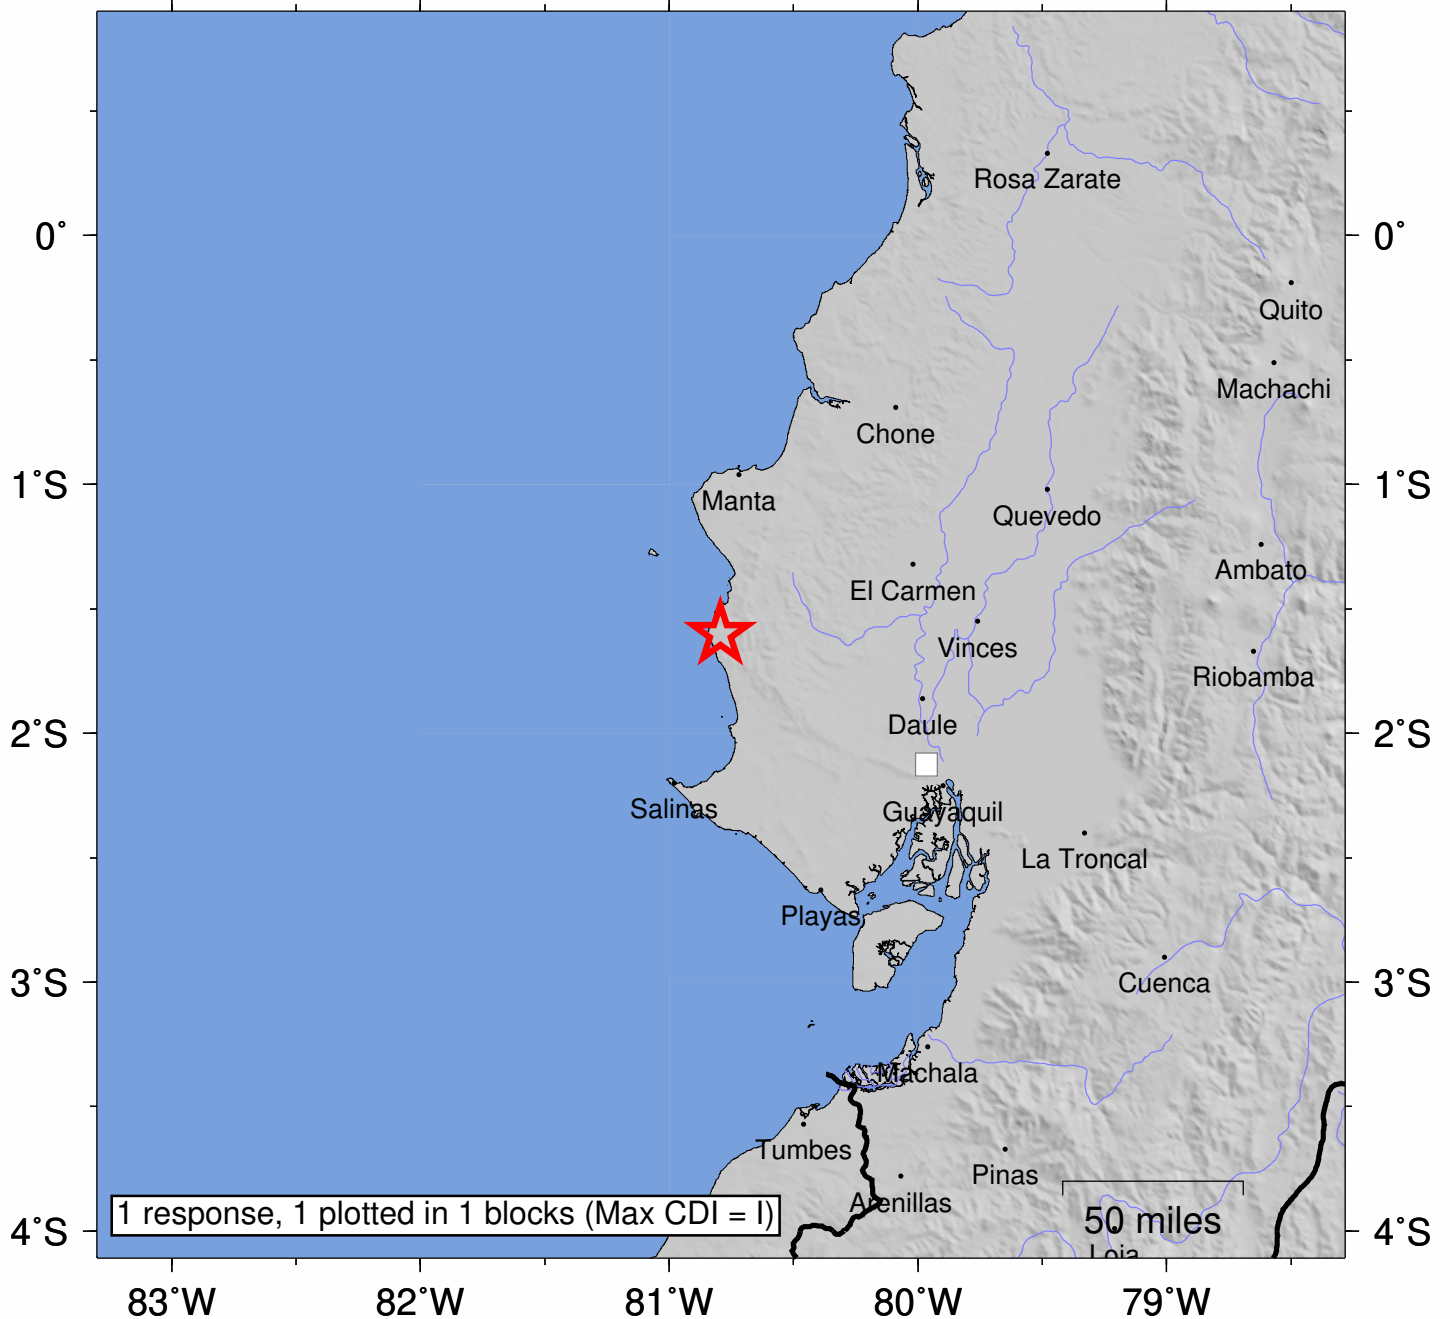 Rosa Zarate
0° 0°
Quito
Machachi
Chone
1°S 1°S
Manta
Quevedo
Ambato
El Carmen
Vinces
Riobamba
Daule
2°S 2°S
Salinas
Guayaquil
La Troncal
Playas
3°S 3°S
Cuenca
Machala
Tumbes
Pinas
Arenillas
1 response, 1 plotted in 1 blocks (Max CDI = I)
50 miles
4°S 4°S
Loja
83°W 82°W 81°W 80°W 79°W